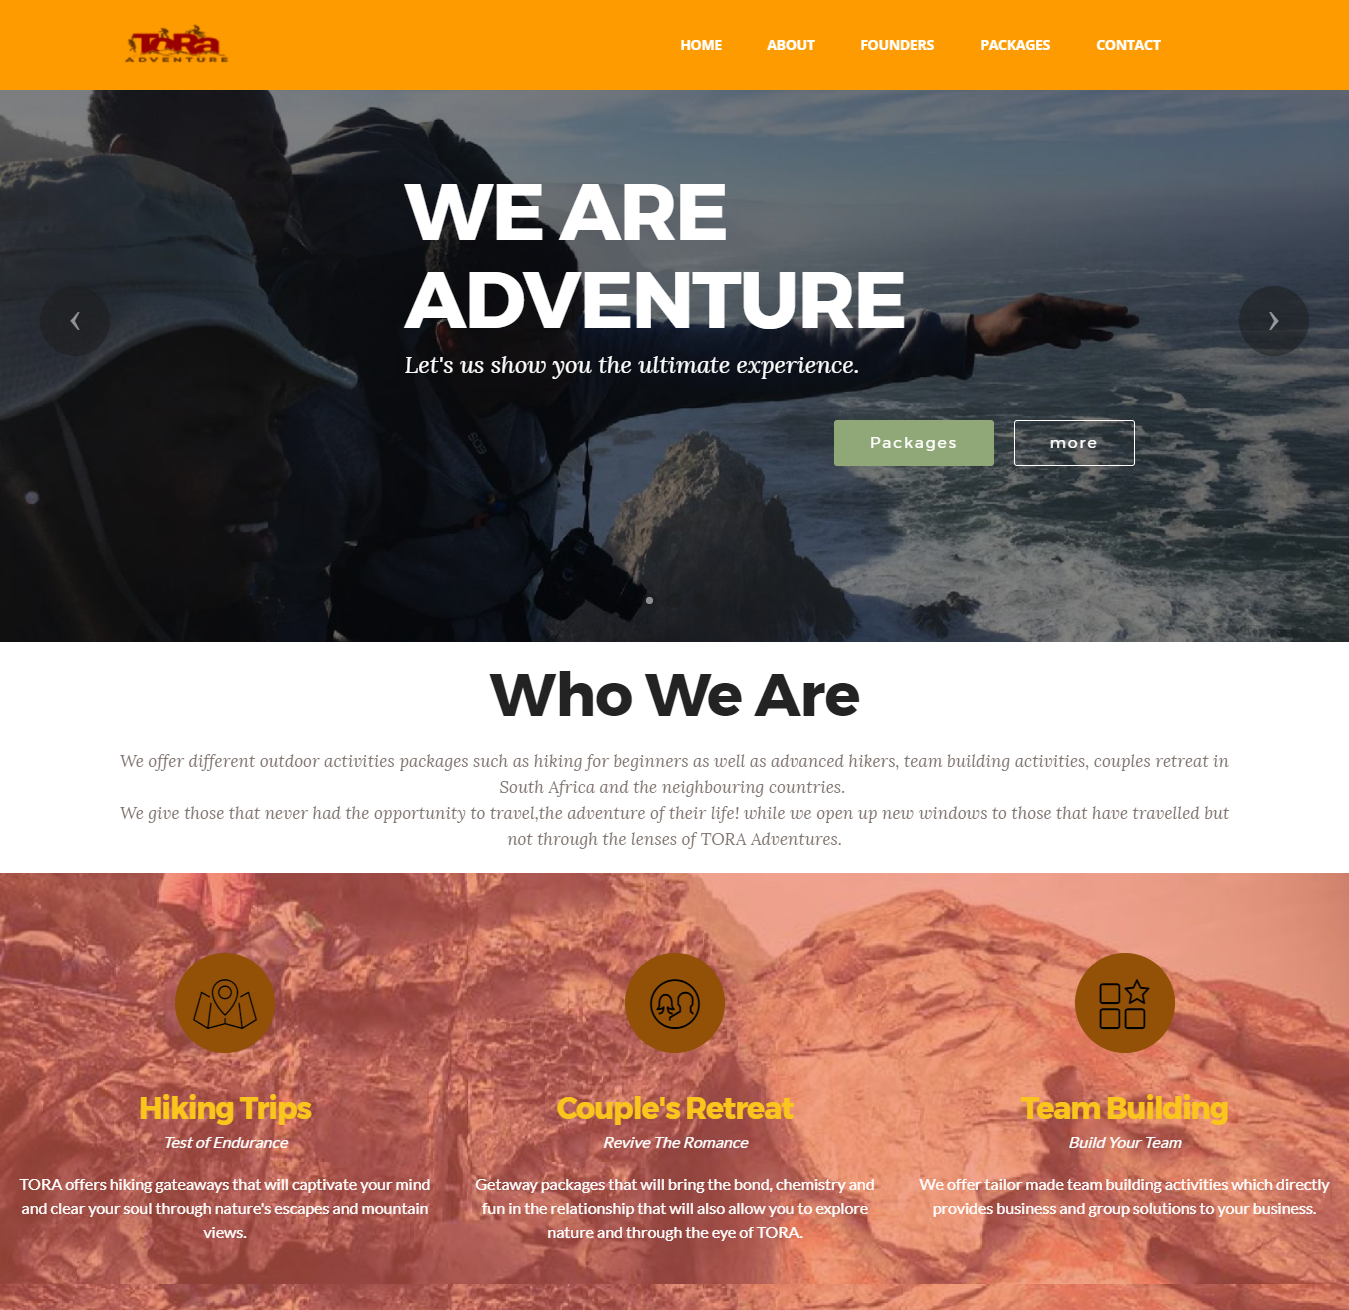 ToRa
ADVENTURE
HOME ABOUT FOUNDERS PACKAGES CONTACT
WE ARE
ADVENTURE
Let's us show you the ultimate experience.
EOS
Packages more
Who We Are
We offer different outdoor activities packages such as hiking for beginners as well as advanced hikers, team building activities, couples retreat in
South Africa and the neighbouring countries.
We give those that never had the opportunity to travel,the adventure of their life! while we open up new windows to those that have travelled but
not through the lenses of TORA Adventures.
Hiking Trips
Test of Endurance
TORA offers hiking gateaways that will captivate your mind
and clear your soul through nature's escapes and mountain
views.
Couple's Retreat
Revive The Romance
Getaway packages that will bring the bond, chemistry and
fun in the relationship that will also allow you to explore
nature and through the eye of TORA.
Team Building
Build Your Team
We offer tailor made team building activities which directly
provides business and group solutions to your business.